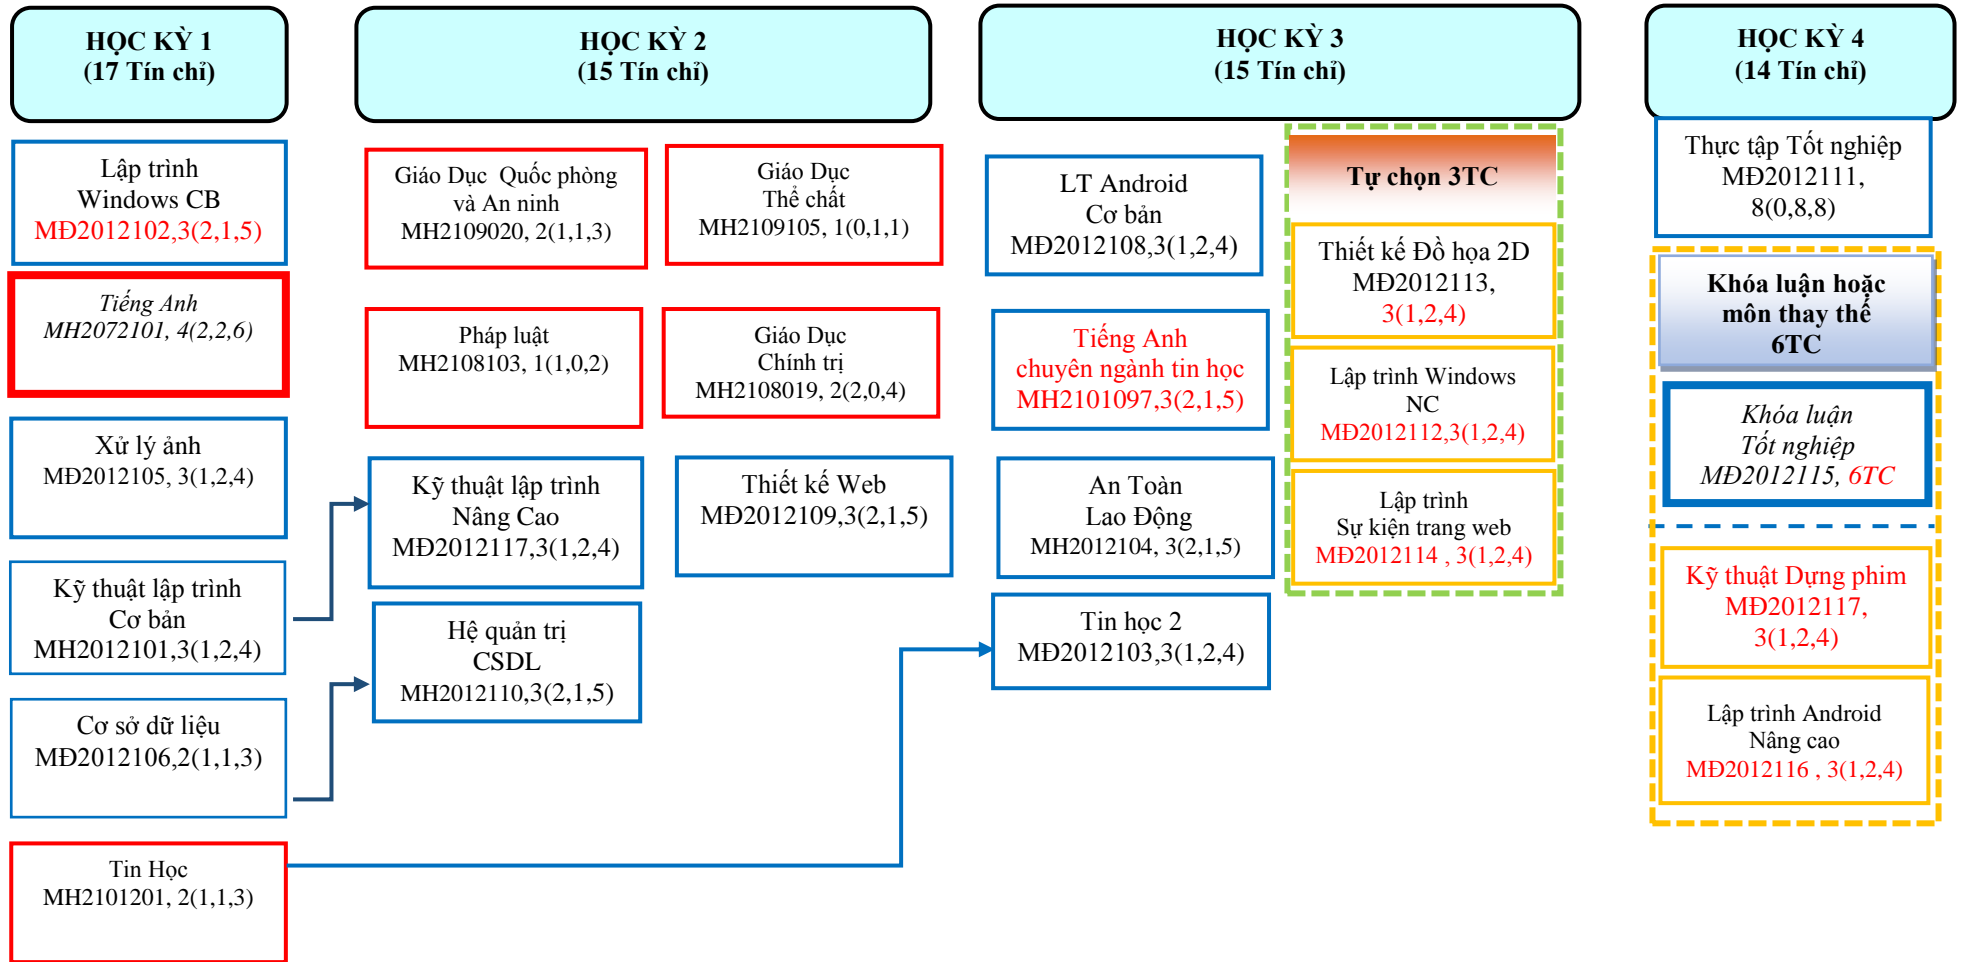 HỌC KỲ 1
(17 Tín chỉ)
Lập trình
Windows CB
MĐ2012102,3(2,1,5)
Tiếng Anh
MH2072101, 4(2,2,6)
Xử lý ảnh
MĐ2012105, 3(1,2,4)
Kỹ thuật lập trình
Cơ bản
MH2012101,3(1,2,4)
Cơ sở dữ liệu
MĐ2012106,2(1,1,3)
Tin Học
MH2101201, 2(1,1,3)
HỌC KỲ 2
(15 Tín chỉ)
Giáo Dục  Quốc phòng
và An ninh
MH2109020, 2(1,1,3)
Giáo Dục
Thể chất
MH2109105, 1(0,1,1)
Pháp luật
MH2108103, 1(1,0,2)
Giáo Dục
Chính trị
MH2108019, 2(2,0,4)
Kỹ thuật lập trình
Nâng Cao
MĐ2012117,3(1,2,4)
Thiết kế Web
MĐ2012109,3(2,1,5)
Hệ quản trị
CSDL
MH2012110,3(2,1,5)
HỌC KỲ 3
(15 Tín chỉ)
LT Android
Cơ bản
MĐ2012108,3(1,2,4)
Tiếng Anh
chuyên ngành tin học
MH2101097,3(2,1,5)
An Toàn
Lao Động
MH2012104, 3(2,1,5)
Tin học 2
MĐ2012103,3(1,2,4)
Tự chọn 3TC
Thiết kế Đồ họa 2D
MĐ2012113,
3(1,2,4)
Lập trình Windows
NC
MĐ2012112,3(1,2,4)
Lập trình
Sự kiện trang web
MĐ2012114 , 3(1,2,4)
HỌC KỲ 4
(14 Tín chỉ)
Thực tập Tốt nghiệp
MĐ2012111,
8(0,8,8)
Khóa luận hoặc
môn thay thế
6TC
Khóa luận
Tốt nghiệp
MĐ2012115, 6TC
Kỹ thuật Dựng phim
MĐ2012117,
3(1,2,4)
Lập trình Android
Nâng cao
MĐ2012116 , 3(1,2,4)